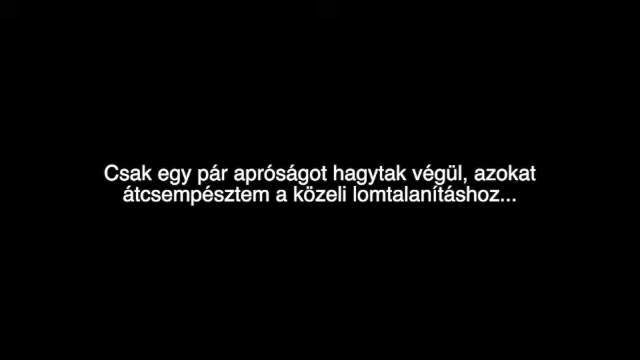 Csak egy pár apróságot hagytak végül, azokat
átcsempésztem a közeli lomtalanításhoz...